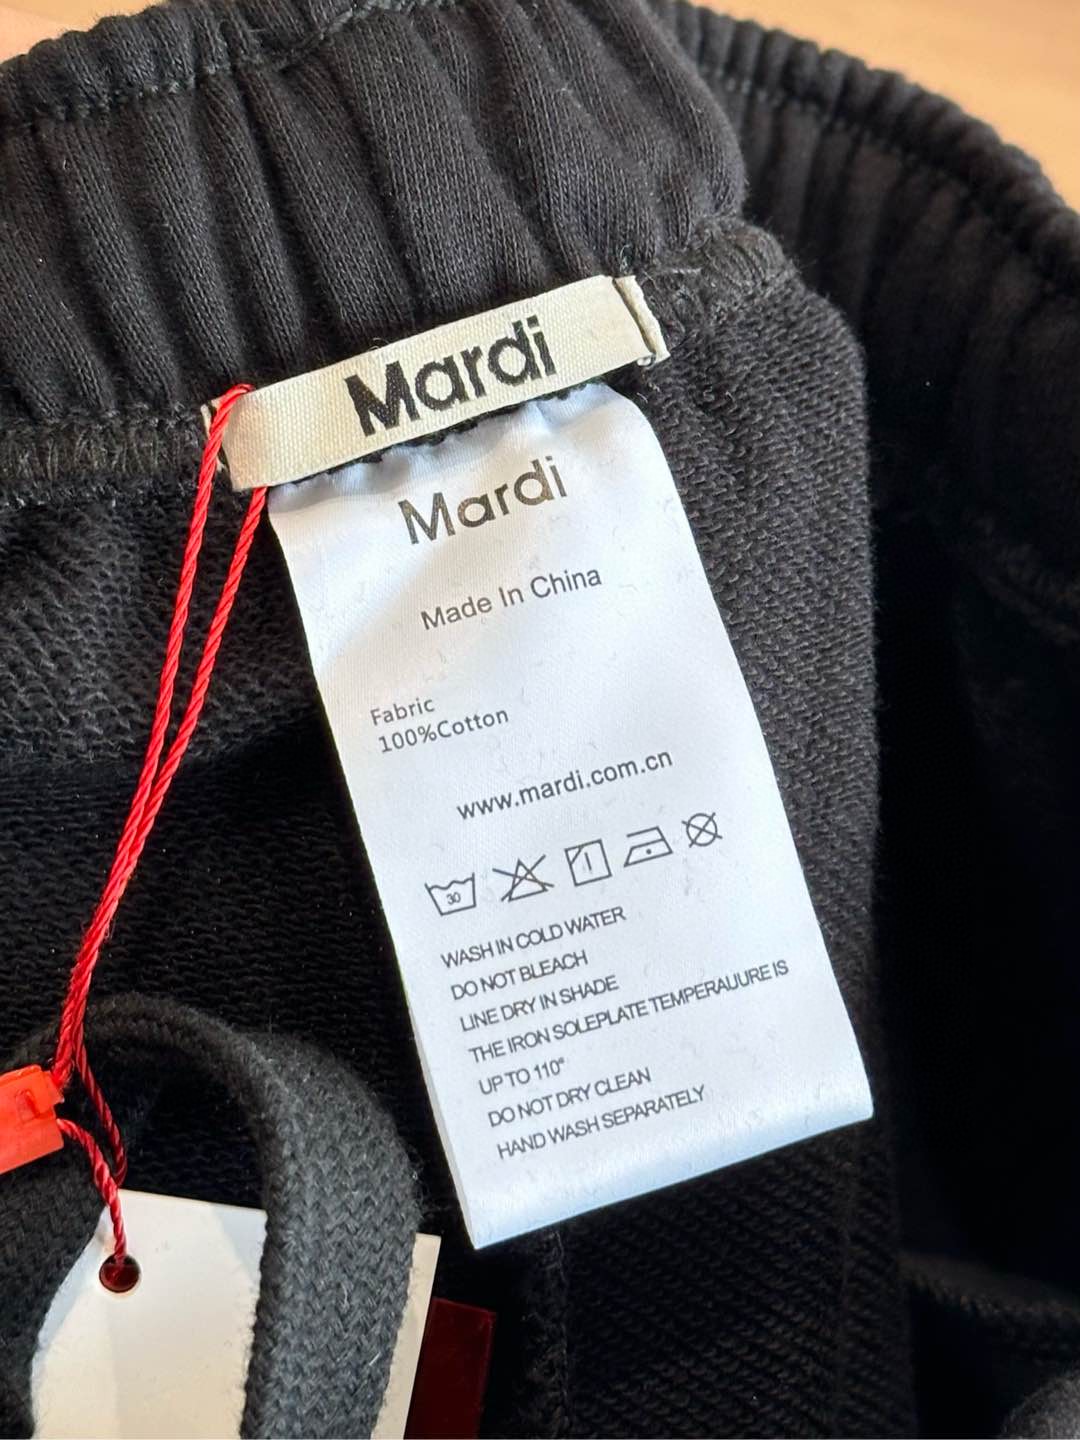 Mardi
Mardi
Made In China
Fabric
100%Cotton
www.mardi.com.cn
30
WASH IN COLD WATER
DO NOT BLEACH
LINE DRY IN SHADE
THE IRON SOLEPLATE TEMPERAUURE IS
UP TO 110°
DO NOT DRY CLEAN
HAND WASH SEPARATELY